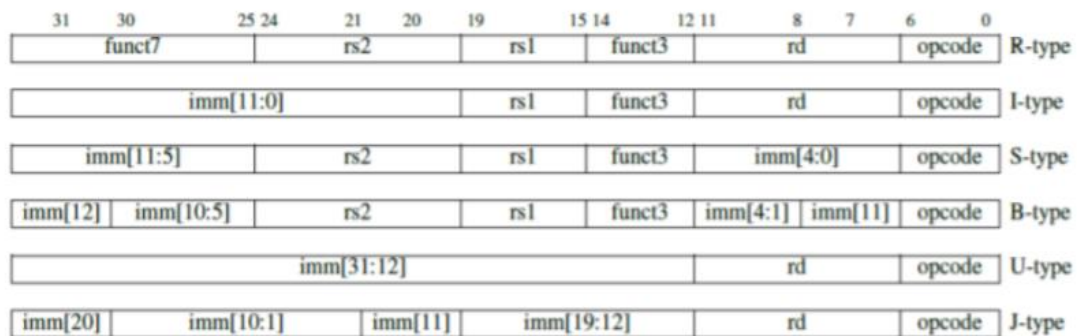 31 30 25 24 21 20 19 15 14 12 11 8 7 6 0
funct7 rs2 rs1 funct3 rd opcode R-type
imm[11:0] rs1 funct3 rd opcode I-type
imm[11:5] rs2 rs1 funct3 imm[4:0] opcode S-type
imm[12] imm[10:5] rs2 rs1 funct3 imm[4:1] imm[11] opcode B-type
imm[31:12] rd opcode U-type
imm[20] imm[10:1] imm[11] imm[19:12] rd opcode J-type